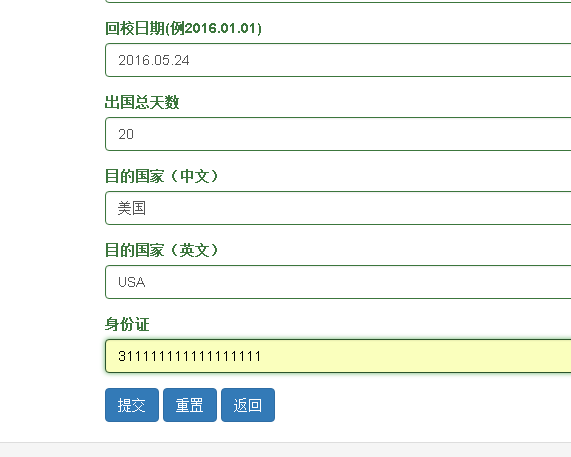 回校日期(例2016.01.01)
2016.05.24
出国总天数
20
目的国家（中文）
美国
目的国家（英文）
USA
身份证
311111111111111111
提交 重置 返回